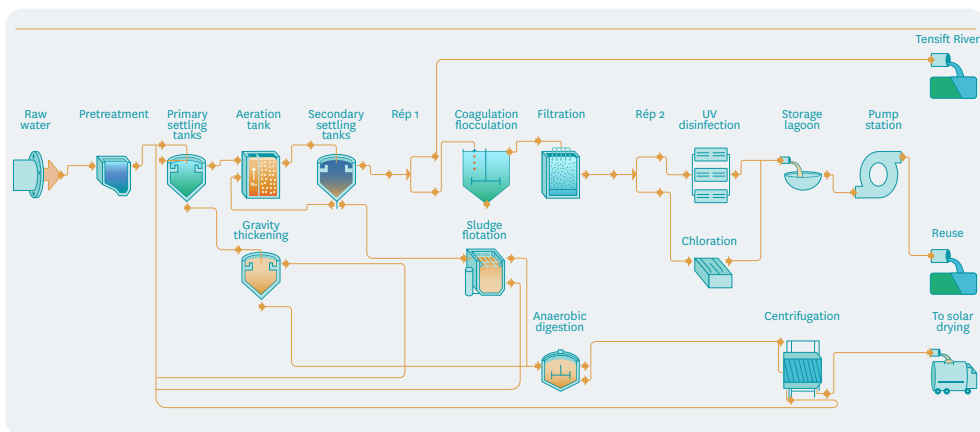 Tensift River
Raw
water
Pretreatment
Primary
settling
tanks
Aeration
tank
Secondary
settling
tanks
Rép 1
Coagulation
flocculation
Filtration
Rép 2
UV
disinfection
Storage
lagoon
Pump
station
Gravity
thickening
Sludge
flotation
Chloration
Reuse
Anaerobic
digestion
Centrifugation
To solar
drying